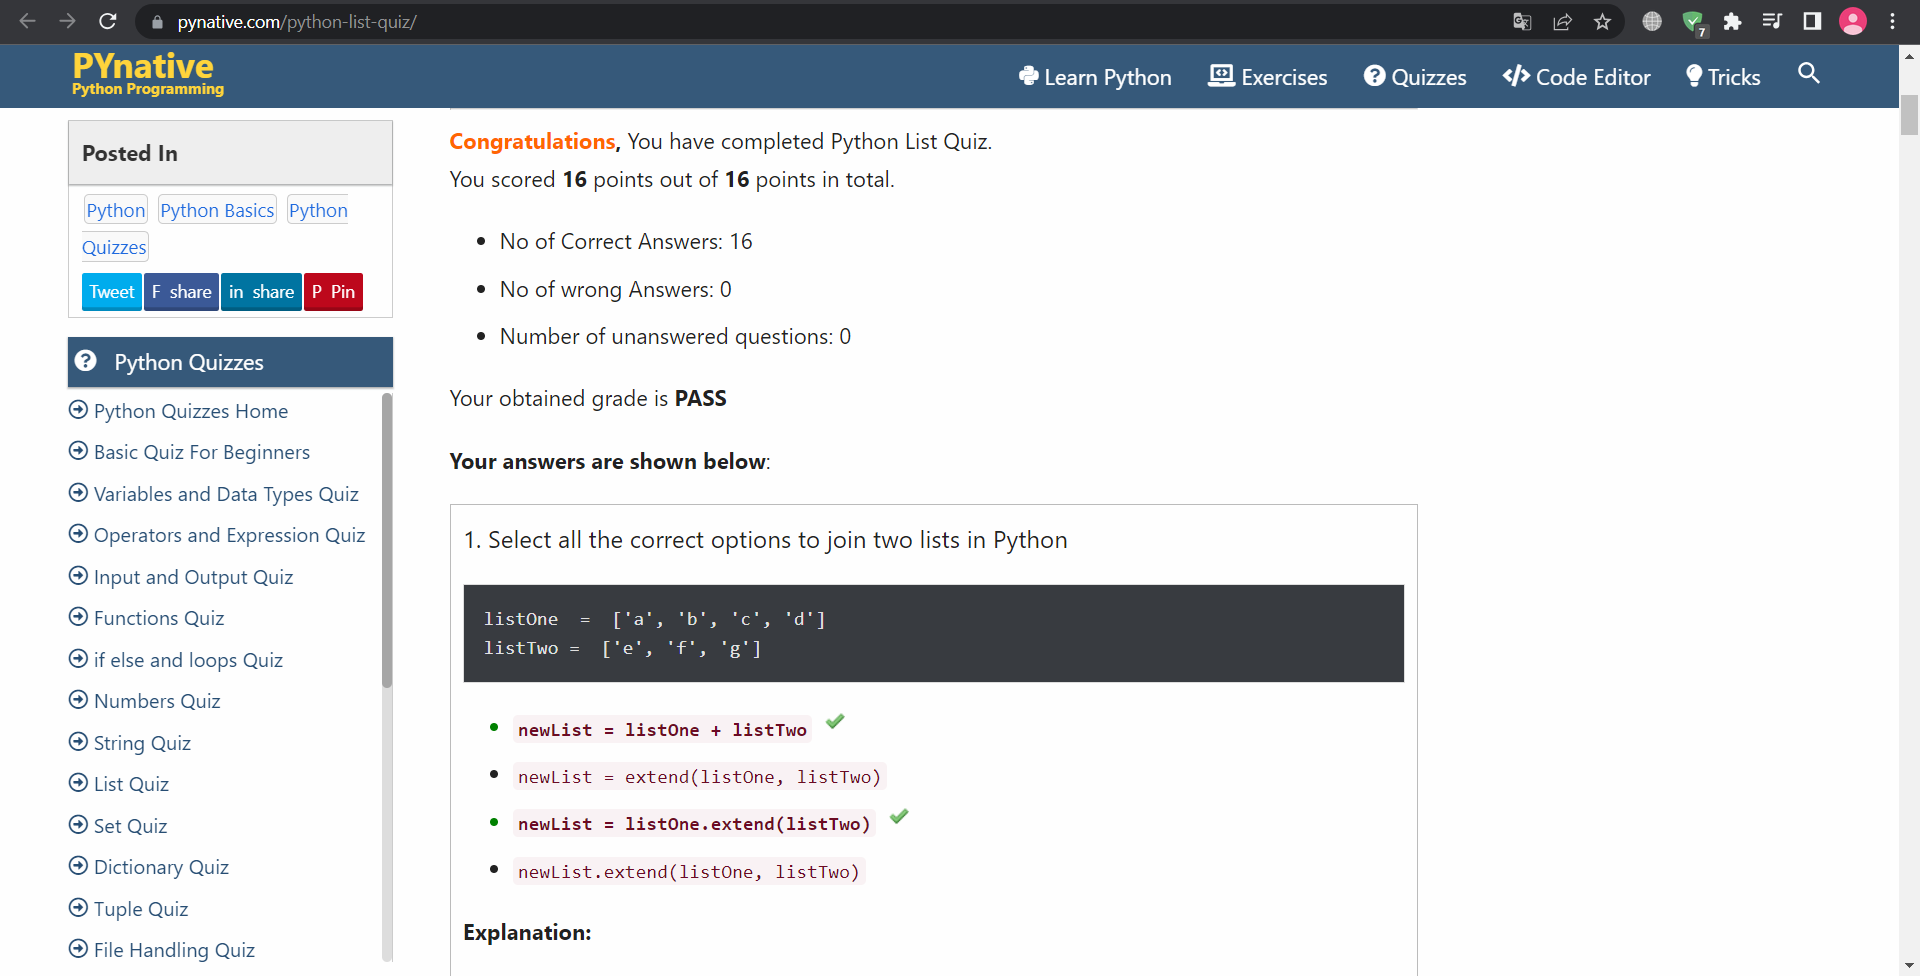 pynative.com/python-list-quiz/
7
PYnative
Python Programming
Learn Python
Exercises
Quizzes
Code Editor
Tricks
Posted In
Python Python Basics Python
Quizzes
Tweet
F share
in share
P Pin
Python Quizzes
Python Quizzes Home
Basic Quiz For Beginners
Variables and Data Types Quiz
Operators and Expression Quiz
Input and Output Quiz
Functions Quiz
if else and loops Quiz
Numbers Quiz
String Quiz
List Quiz
Set Quiz
Dictionary Quiz
Tuple Quiz
File Handling Quiz
Congratulations, You have completed Python List Quiz.
You scored 16 points out of 16 points in total.
No of Correct Answers: 16
No of wrong Answers: 0
Number of unanswered questions: 0
Your obtained grade is PASS
Your answers are shown below:
1. Select all the correct options to join two lists in Python
listOne  =  ['a', 'b', 'c', 'd']
listTwo =  ['e', 'f', 'g']
newList = listOne + listTwo
newList = extend(listOne, listTwo)
newList = listOne.extend(listTwo)
newList.extend(listOne, listTwo)
Explanation: